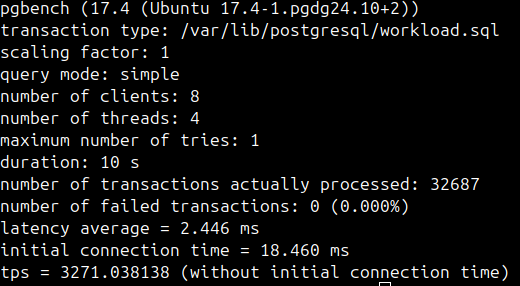 pgbench (17.4 (Ubuntu 17.4-1.pgdg24.10+2))
transaction type: /var/lib/postgresql/workload.sql
scaling factor: 1
query mode: simple
number of clients: 8
number of threads: 4
maximum number of tries: 1
duration: 10 s
number of transactions actually processed: 32687
number of failed transactions: 0 (0.000%)
latency average = 2.446 ms
initial connection time = 18.460 ms
tps = 3271.038138 (without initial connection time)